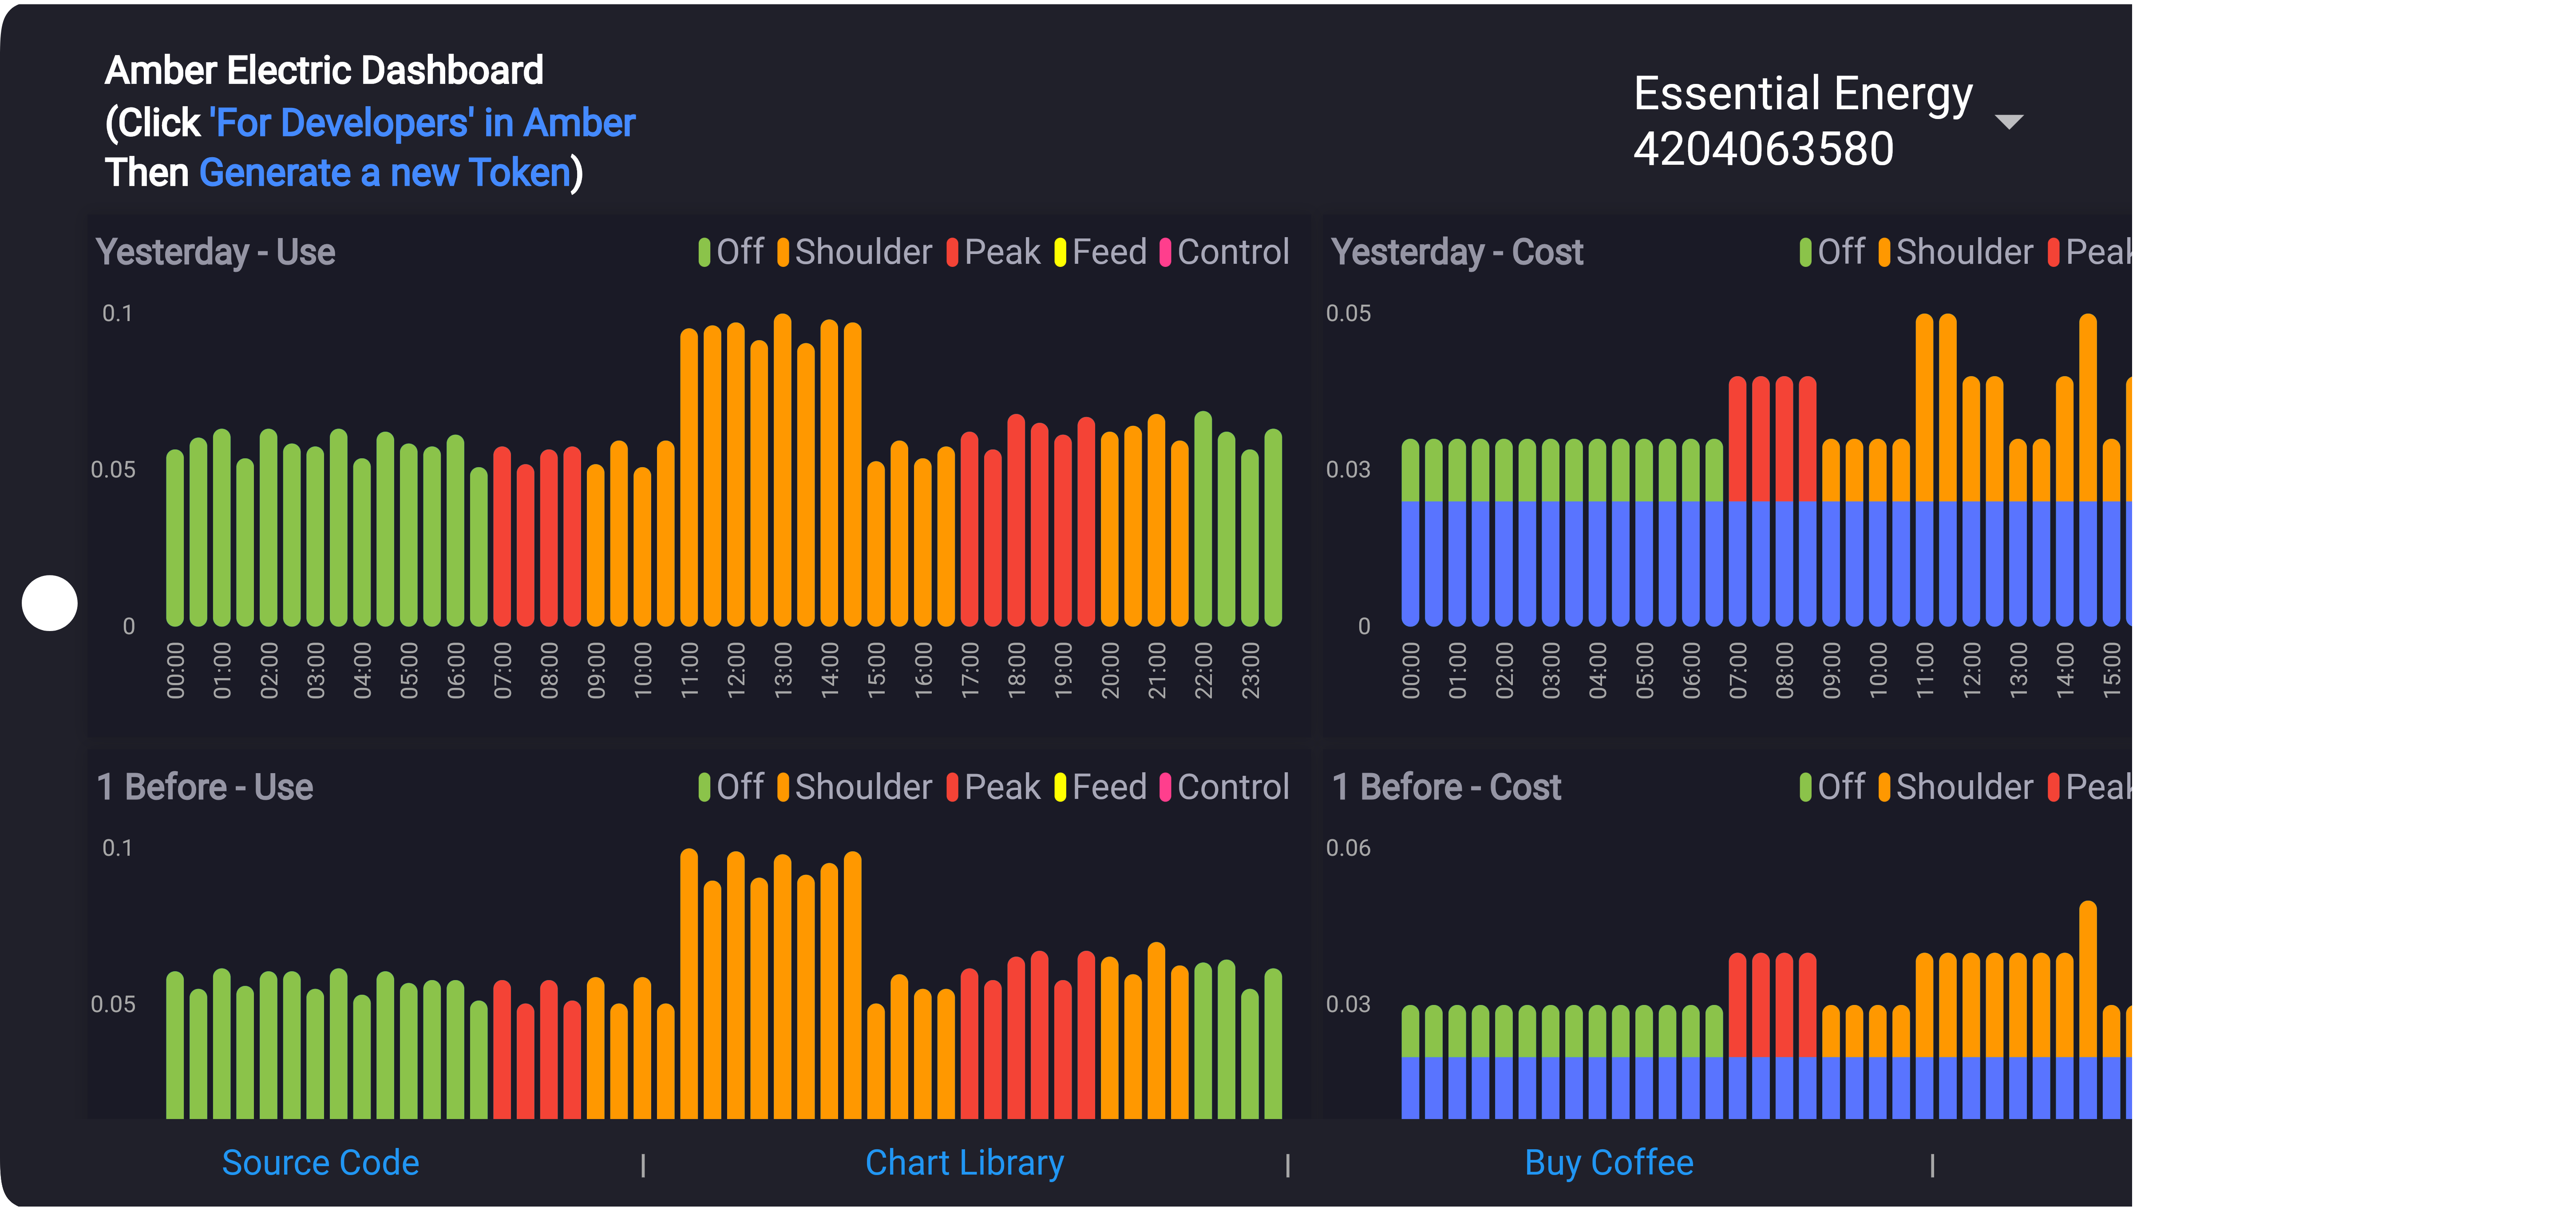 Amber Electric Dashboard
(Click 'For Developers' in Amber
Then Generate a new Token)
Essential Energy
4204063580
Yesterday - Use
Off Shoulder Peak Feed Control
0.1
0.05
0
00:00 01:00 02:00 03:00 04:00 05:00 06:00 07:00 08:00 09:00 10:00 11:00 12:00 13:00 14:00 15:00 16:00 17:00 18:00 19:00 20:00 21:00 22:00 23:00
Yesterday - Cost
Off Shoulder Peak
0.05
0.03
0
00:00 01:00 02:00 03:00 04:00 05:00 06:00 07:00 08:00 09:00 10:00 11:00 12:00 13:00 14:00 15:00
1 Before - Use
Off Shoulder Peak Feed Control
0.1
0.05
1 Before - Cost
Off Shoulder Peak
0.06
0.03
Source Code | Chart Library | Buy Coffee |